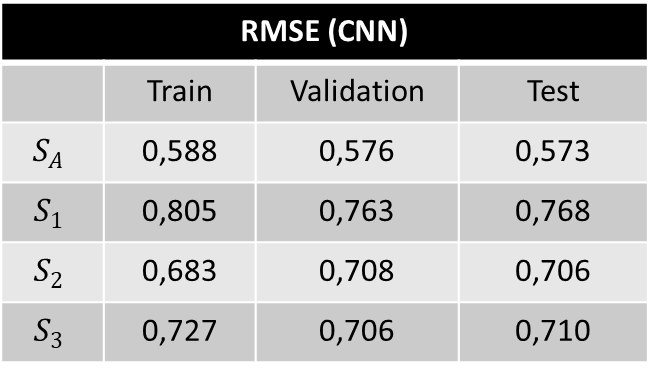 RMSE (CNN)
Train Validation Test
S_A 0,588 0,576 0,573
S_1 0,805 0,763 0,768
S_2 0,683 0,708 0,706
S_3 0,727 0,706 0,710